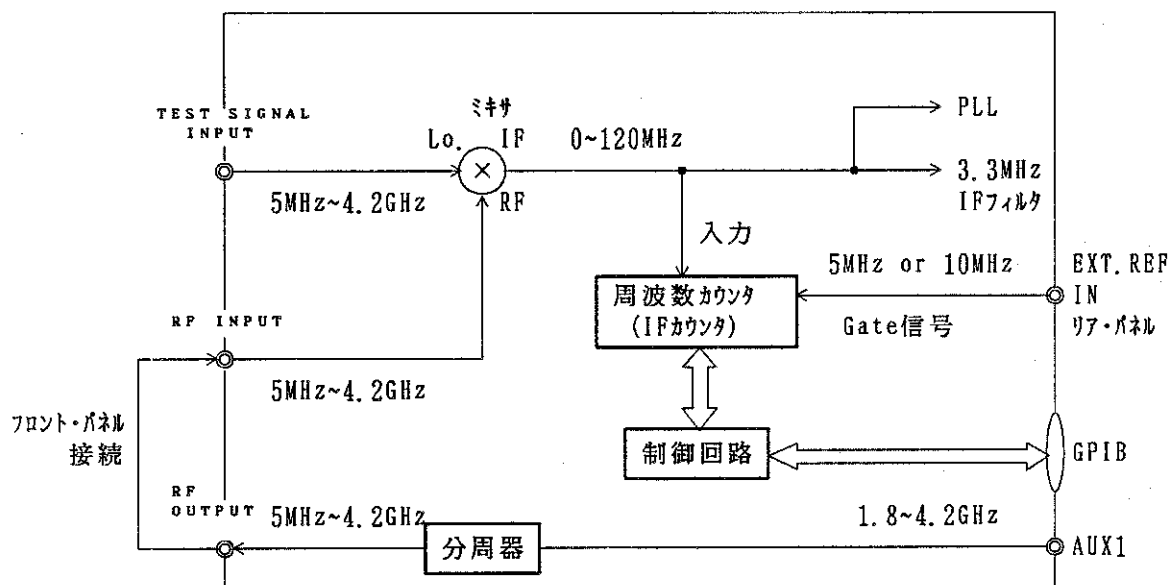 TEST SIGNAL
INPUT
ミキサ
Lo. IF
0~120MHz
PLL
5MHz~4.2GHz
RF
3.3MHz
IFフィルタ
入力
5MHz or 10MHz
EXT.REF
IN
リア・パネル
周波数カウンタ
(IFカウンタ)
Gate信号
RF INPUT
5MHz~4.2GHz
フロント・パネル
接続
制御回路
GPIB
RF
OUTPUT
5MHz~4.2GHz
分周器
1.8~4.2GHz
AUX1